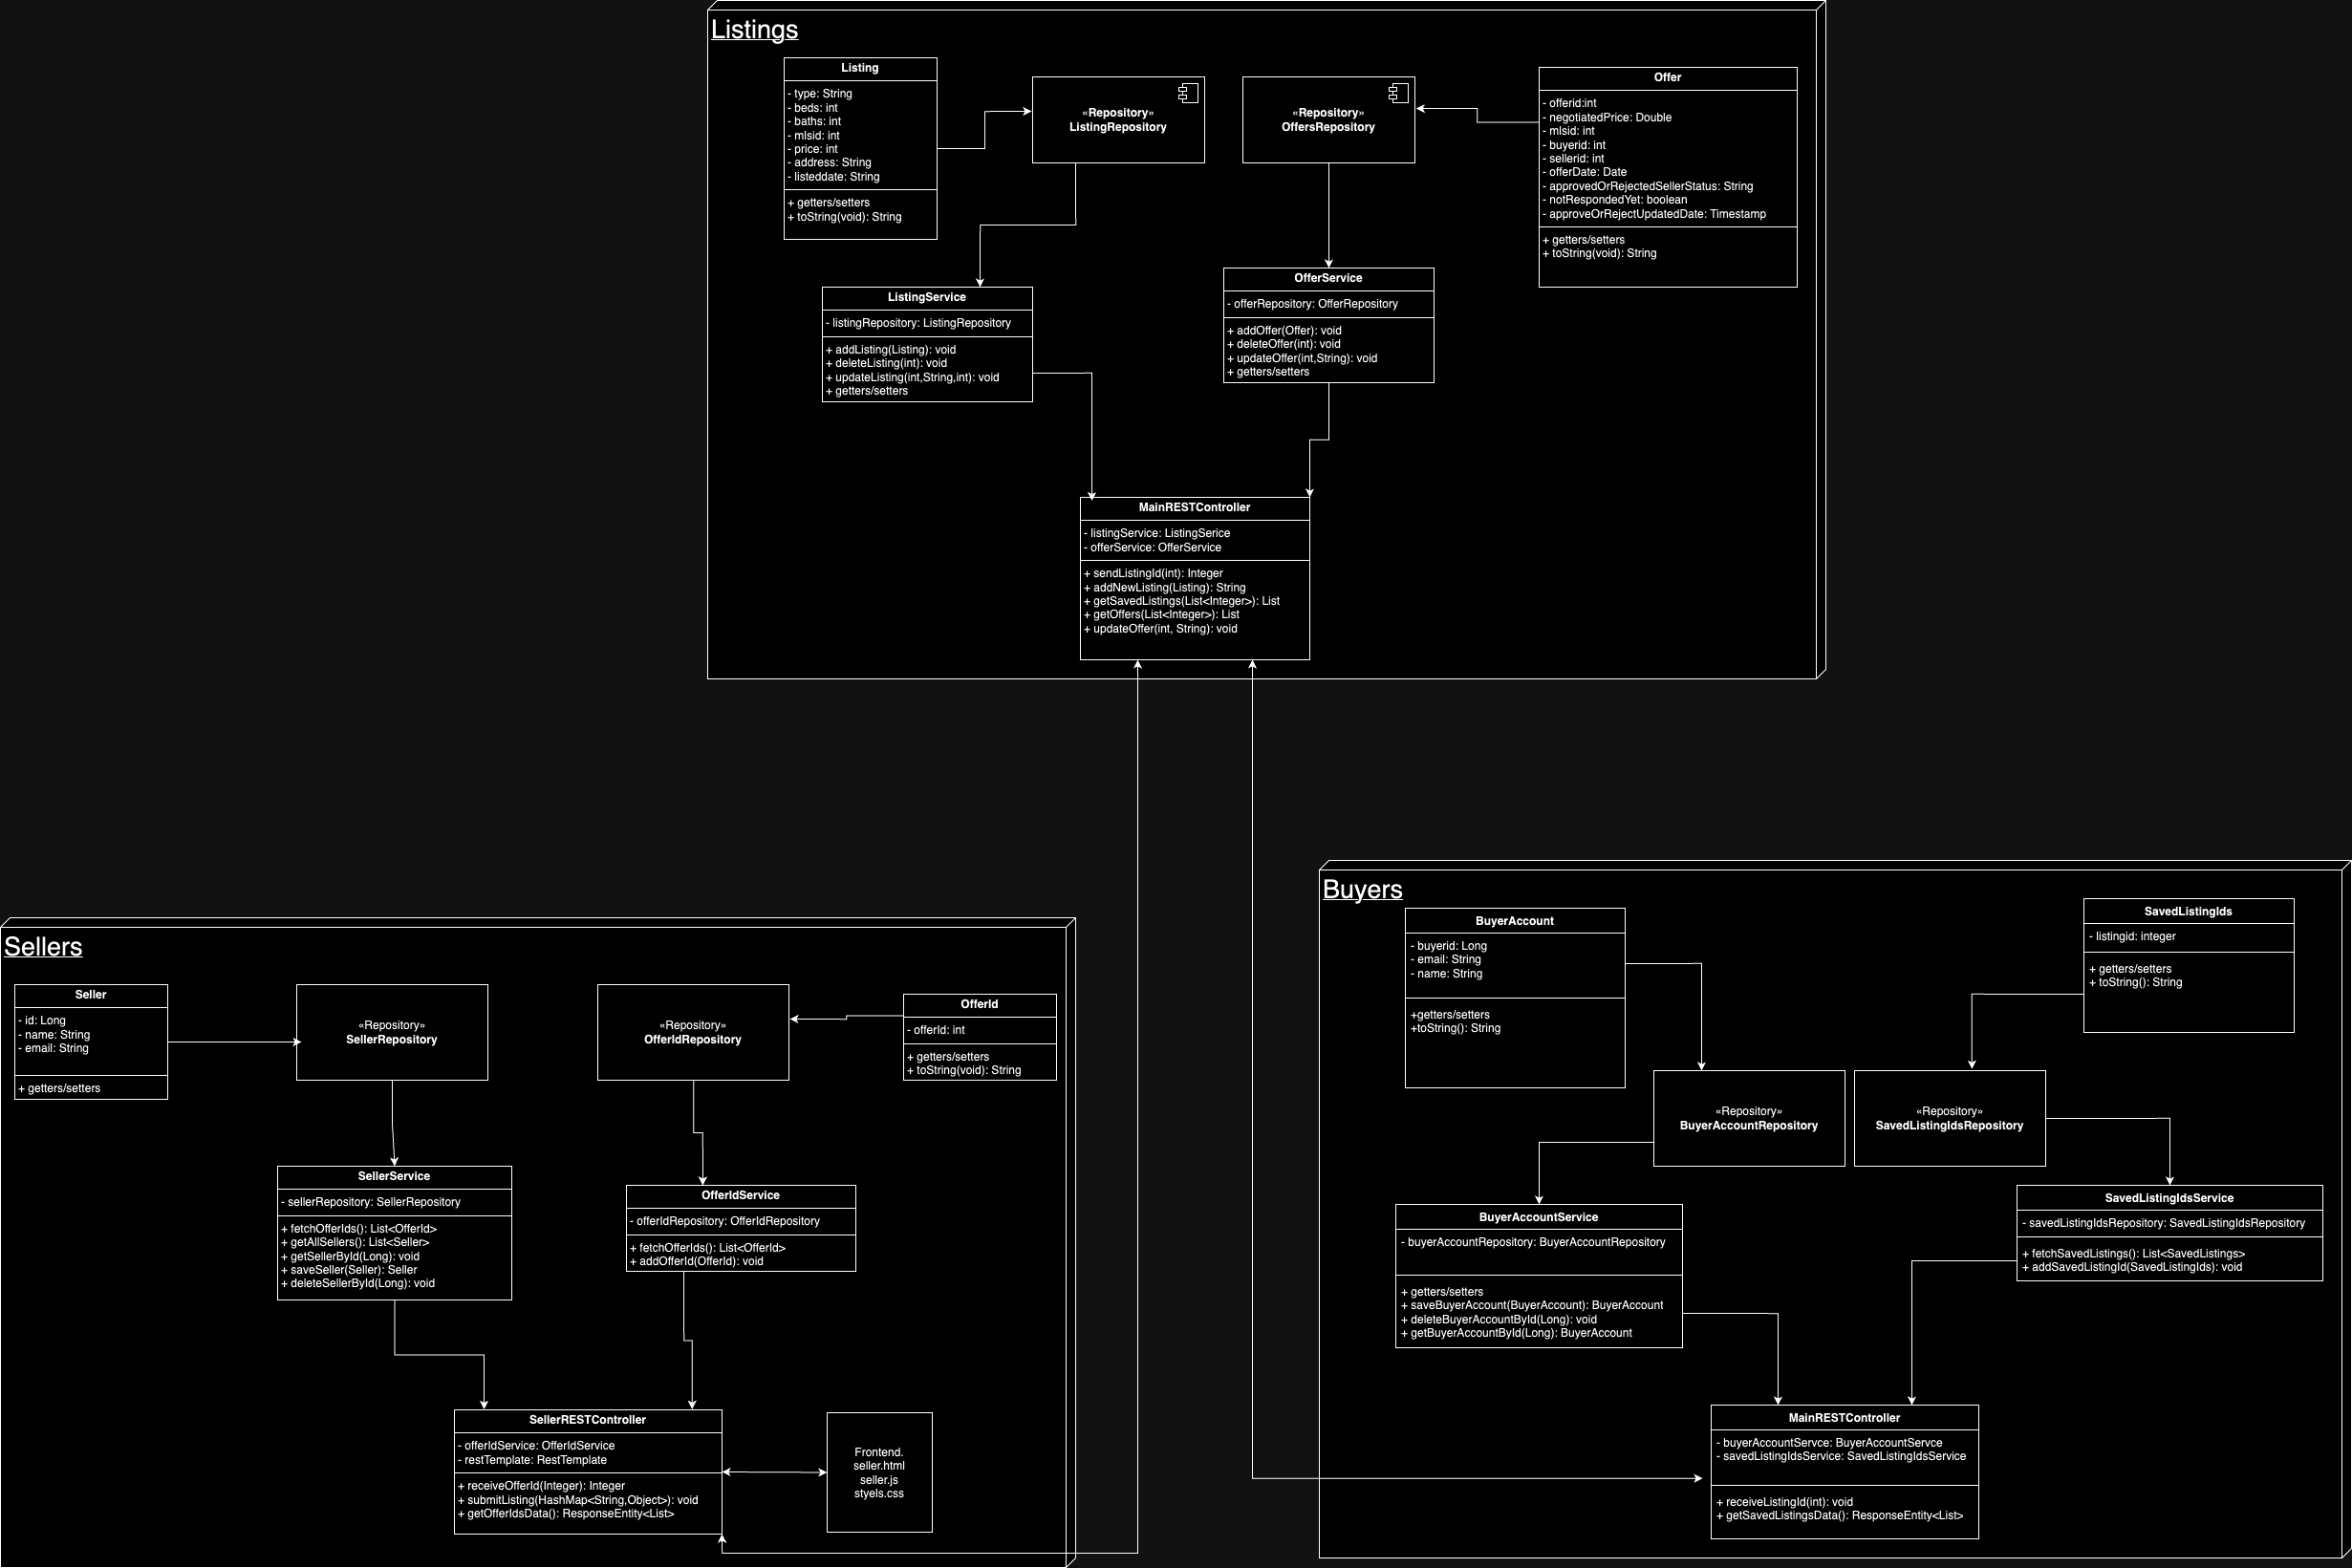 Listings
Listing
- type: String
- beds: int
- baths: int
- mlsid: int
- price: int
- address: String
- listeddate: String
+ getters/setters
+ toString(void): String
«Repository»
ListingRepository
«Repository»
OffersRepository
Offer
- offerid:int
- negotiatedPrice: Double
- mlsid: int
- buyerid: int
- sellerid: int
- offerDate: Date
- approvedOrRejectedSellerStatus: String
- notRespondedYet: boolean
- approveOrRejectUpdatedDate: Timestamp
+ getters/setters
+ toString(void): String
ListingService
- listingRepository: ListingRepository
+ addListing(Listing): void
+ deleteListing(int): void
+ updateListing(int,String,int): void
+ getters/setters
OfferService
- offerRepository: OfferRepository
+ addOffer(Offer): void
+ deleteOffer(int): void
+ updateOffer(int,String): void
+ getters/setters
MainRESTController
- listingService: ListingSerice
- offerService: OfferService
+ sendListingId(int): Integer
+ addNewListing(Listing): String
+ getSavedListings(List<Integer>): List
+ getOffers(List<Integer>): List
+ updateOffer(int, String): void
Sellers
Seller
- id: Long
- name: String
- email: String
+ getters/setters
«Repository»
SellerRepository
«Repository»
OfferIdRepository
OfferId
- offerId: int
+ getters/setters
+ toString(void): String
SellerService
- sellerRepository: SellerRepository
+ fetchOfferIds(): List<OfferId>
+ getAllSellers(): List<Seller>
+ getSellerById(Long): void
+ saveSeller(Seller): Seller
+ deleteSellerById(Long): void
OfferIdService
- offerIdRepository: OfferIdRepository
+ fetchOfferIds(): List<OfferId>
+ addOfferId(OfferId): void
SellerRESTController
- offerIdService: OfferIdService
- restTemplate: RestTemplate
+ receiveOfferId(Integer): Integer
+ submitListing(HashMap<String,Object>): void
+ getOfferIdsData(): ResponseEntity<List>
Frontend.
seller.html
seller.js
styels.css
Buyers
BuyerAccount
- buyerid: Long
- email: String
- name: String
+getters/setters
+toString(): String
SavedListingIds
- listingid: integer
+ getters/setters
+ toString(): String
«Repository»
BuyerAccountRepository
«Repository»
SavedListingIdsRepository
BuyerAccountService
- buyerAccountRepository: BuyerAccountRepository
+ getters/setters
+ saveBuyerAccount(BuyerAccount): BuyerAccount
+ deleteBuyerAccountById(Long): void
+ getBuyerAccountById(Long): BuyerAccount
SavedListingIdsService
- savedListingIdsRepository: SavedListingIdsRepository
+ fetchSavedListings(): List<SavedListings>
+ addSavedListingId(SavedListingIds): void
MainRESTController
- buyerAccountServce: BuyerAccountServce
- savedListingIdsService: SavedListingIdsService
+ receiveListingId(int): void
+ getSavedListingsData(): ResponseEntity<List>